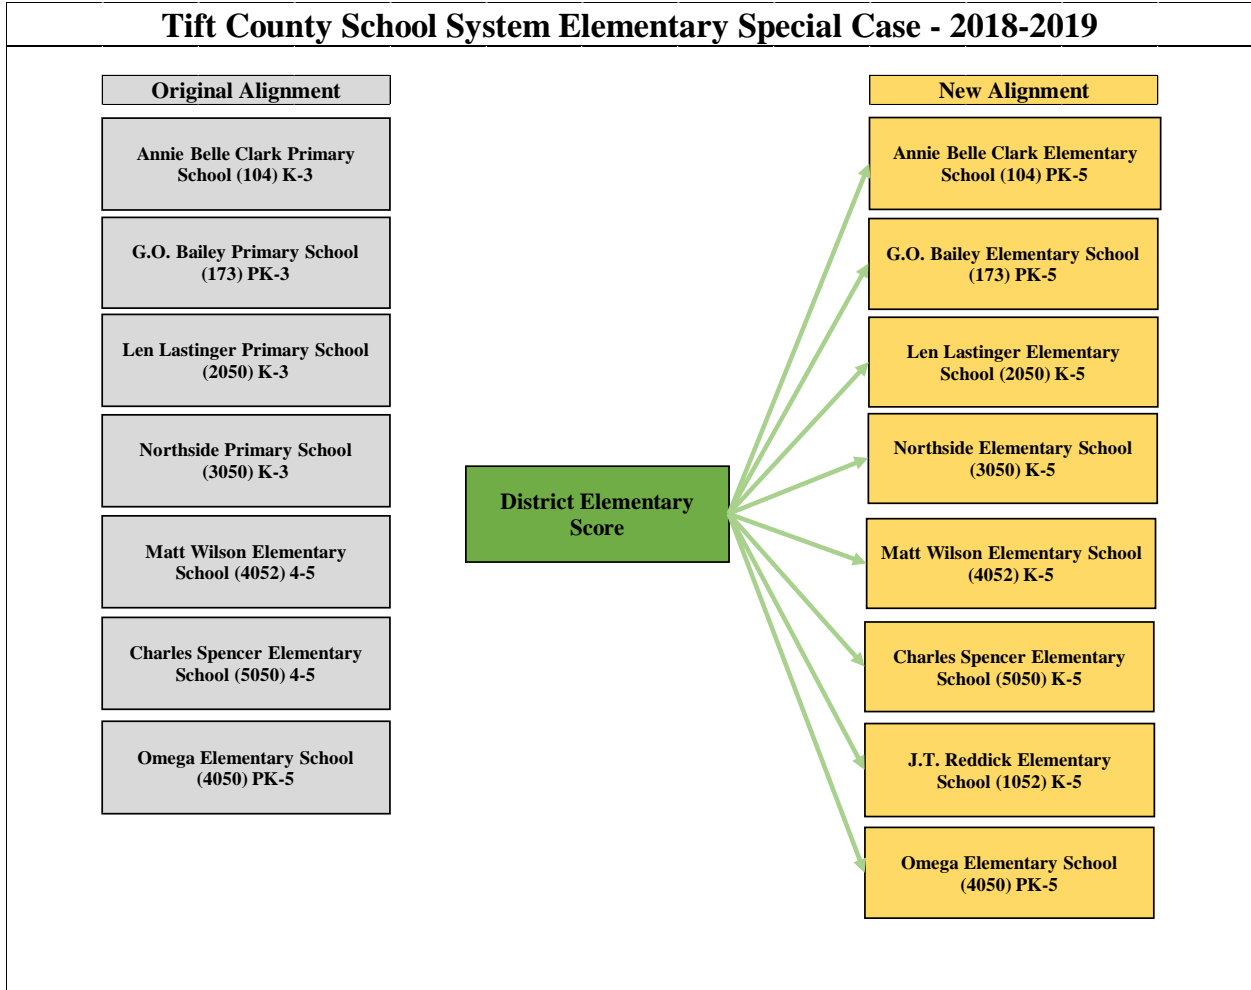 Tift County School System Elementary Special Case - 2018-2019
Original Alignment
Annie Belle Clark Primary
School (104) K-3
G.O. Bailey Primary School
(173) PK-3
Len Lastinger Primary School
(2050) K-3
Northside Primary School
(3050) K-3
Matt Wilson Elementary
School (4052) 4-5
Charles Spencer Elementary
School (5050) 4-5
Omega Elementary School
(4050) PK-5
District Elementary
Score
New Alignment
Annie Belle Clark Elementary
School (104) PK-5
G.O. Bailey Elementary School
(173) PK-5
Len Lastinger Elementary
School (2050) K-5
Northside Elementary School
(3050) K-5
Matt Wilson Elementary School
(4052) K-5
Charles Spencer Elementary
School (5050) K-5
J.T. Reddick Elementary
School (1052) K-5
Omega Elementary School
(4050) PK-5